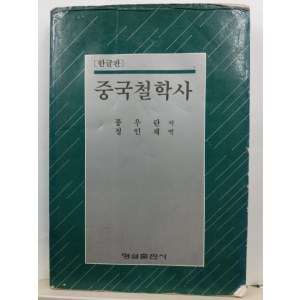 [한글판]
중국철학사
풍 우 란 저
정 인 재 역
형설출판사